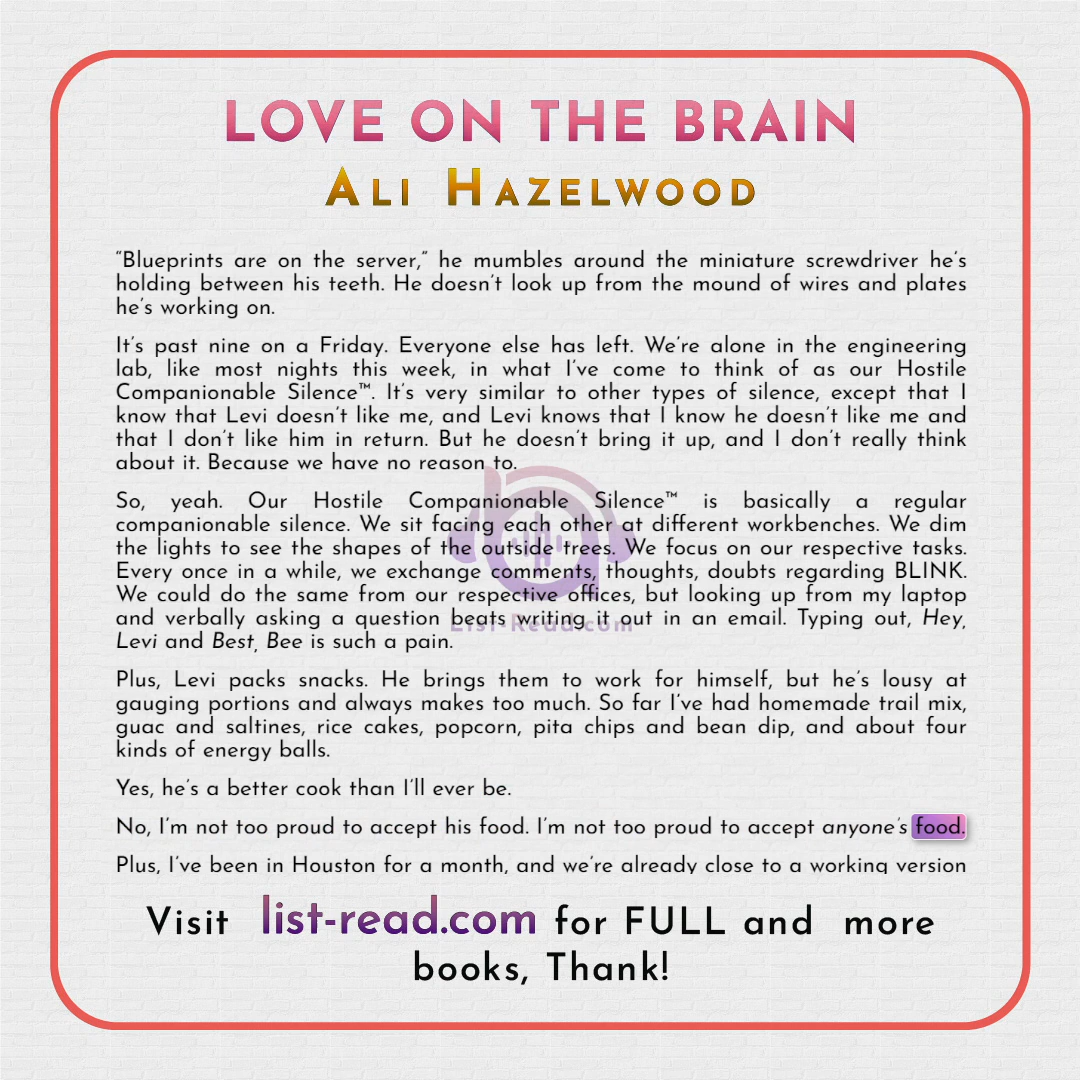 LOVE ON THE BRAIN
ALI HAZELWOOD
“Blueprints are on the server,” he mumbles around the miniature screwdriver he’s
holding between his teeth. He doesn’t look up from the mound of wires and plates
he’s working on.
It’s past nine on a Friday. Everyone else has left. We’re alone in the engineering
lab, like most nights this week, in what I’ve come to think of as our Hostile
Companionable Silence™. It’s very similar to other types of silence, except that I
know that Levi doesn’t like me, and Levi knows that I know he doesn’t like me and
that I don’t like him in return. But he doesn’t bring it up, and I don’t really think
about it. Because we have no reason to.
So, yeah. Our Hostile Companionable Silence™ is basically a regular
companionable silence. We sit facing each other at different workbenches. We dim
the lights to see the shapes of the outside trees. We focus on our respective tasks.
Every once in a while, we exchange comments, thoughts, doubts regarding BLINK.
We could do the same from our respective offices, but looking up from my laptop
and verbally asking a question beats writing it out in an email. Typing out, Hey,
List-Read.com
Levi and Best, Bee is such a pain.
Plus, Levi packs snacks. He brings them to work for himself, but he’s lousy at
gauging portions and always makes too much. So far I’ve had homemade trail mix,
guac and saltines, rice cakes, popcorn, pita chips and bean dip, and about four
kinds of energy balls.
Yes, he’s a better cook than I’ll ever be.
No, I’m not too proud to accept his food. I’m not too proud to accept anyone’s food.
Plus, I’ve been in Houston for a month, and we’re already close to a working version
Visit list-read.com for FULL and more
books, Thank!